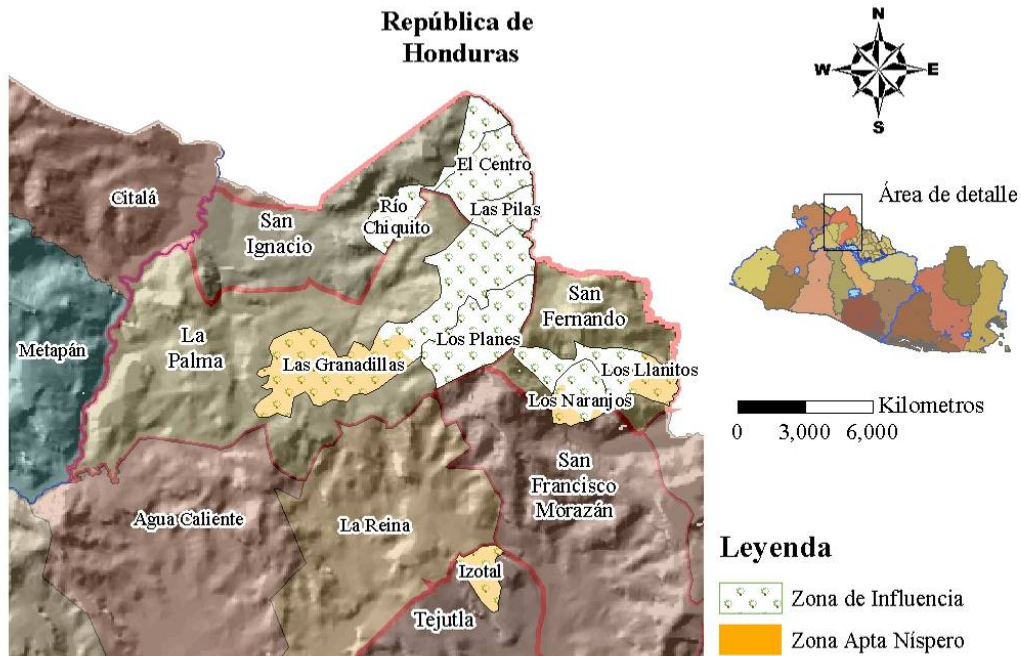 República de
Honduras
N
W
E
S
Citalá
San
Ignacio
Río
Chiquito
El Centro
Las Pilas
Área de detalle
Metapán
La
Palma
Las Granadillas
Los Planes
San
Fernando
Los Llanitos
Los Naranjos
Kilometros
0 3,000 6,000
San
Francisco
Morazán
Agua Caliente
La Reina
Izotal
Tejutla
Leyenda
Zona de Influencia
Zona Apta Níspero